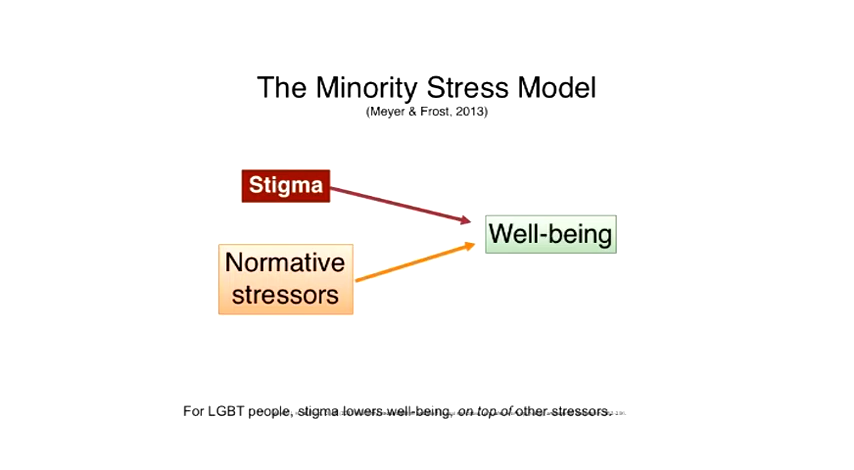 The Minority Stress Model
(Meyer & Frost, 2013)
Stigma
Well-being
Normative
stressors
For LGBT people, stigma lowers well-being, on top of other stressors.